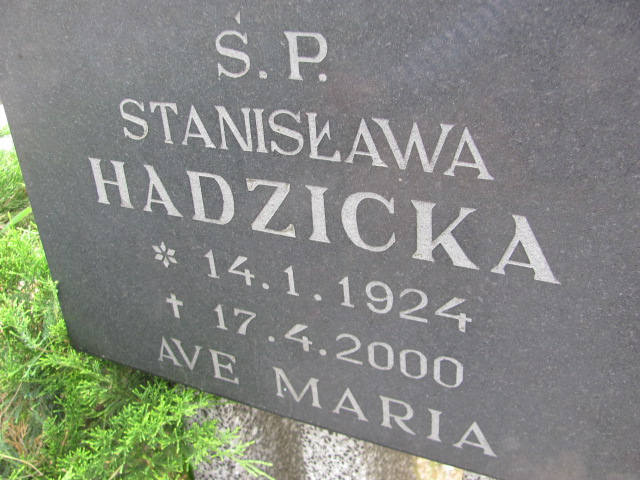 Ś.P.
STANISŁAWA
HADZICKA
* 14.1.1924
† 17.4.2000
AVE MARIA